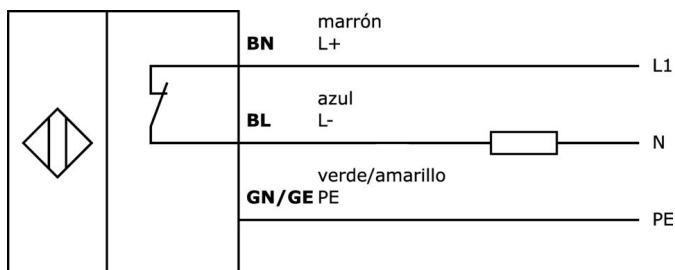 marrón
BN L+
L1
azul
BL L-
N
verde/amarillo
GN/GE PE
PE